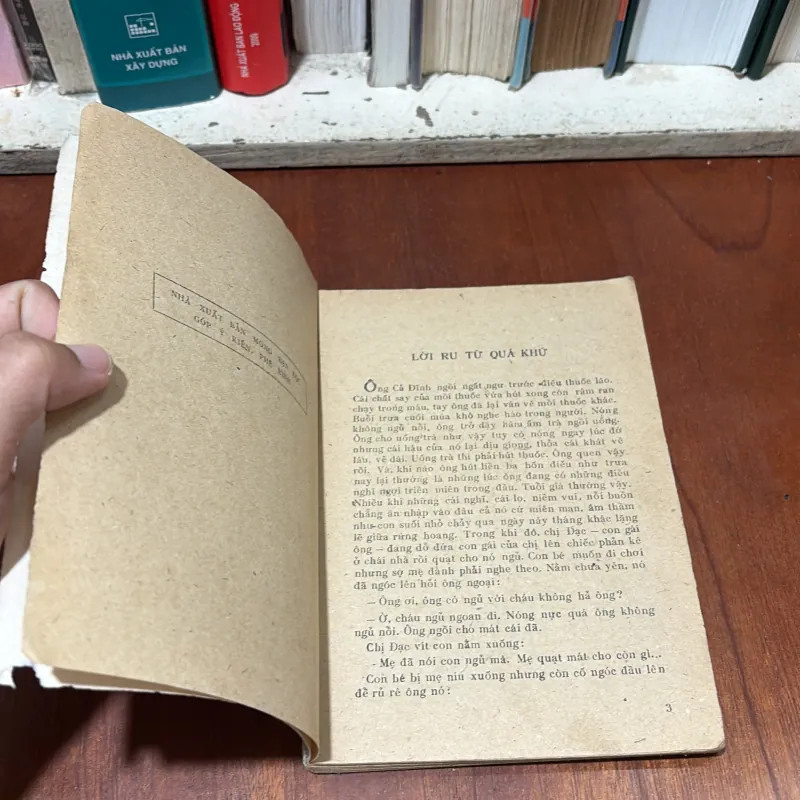 NHÀ XUẤT BẢN
XÂY DỰNG
NHÀ XUẤT BẢN LAO ĐỘNG
NHÀ XUẤT BẢN MONG BẠN ĐỌC
GÓP Ý KIẾN, PHÊ BÌNH
LỜI RU TỪ QUÁ KHỨ
Ông Cả Đĩnh ngồi ngất ngư trước điếu thuốc lào.
Cái chất say của mồi thuốc vừa hút xong còn râm ran
chạy trong máu, tay ông đã lại vân vê mồi thuốc khác.
Buổi trưa cuối mùa khô nghe háo trong người. Nóng
không ngủ nổi, ông trở dậy hãm ấm trà ngồi uống.
Ông cho uống trà như vậy tuy có nóng ngay lúc đó
nhưng cái hậu của nó lại dịu giọng, thỏa cái khát về
lâu, về dài. Uống trà thì phải hút thuốc. Ông quen vậy
rồi. Và khi nào ông hút liền ba bốn điếu như trưa
nay lại thường là những lúc ông đang có những điều
nghĩ ngợi triền miên trong đầu. Tuổi già thường vậy.
Nhiều khi những cái nghĩ, cái lo, niềm vui, nỗi buồn
chẳng ăn nhập vào đâu cả nó cứ miên man, âm thầm
như con suối nhỏ chảy qua ngày này tháng khác lặng
lẽ giữa rừng hoang. Trong khi đó, chị Đạc — con gái
ông — đang dỗ dứa con gái của chị lên chiếc phản kê
ở chái nhà rồi quạt cho nó ngủ. Con bé muốn đi chơi
nhưng sợ mẹ đành phải nghe theo. Nằm chưa yên, nó
đã ngóc lên hỏi ông ngoại:
— Ông ơi, ông có ngủ với cháu không hả ông?
— Ờ, cháu ngủ ngoan đi. Nóng nực quá ông không
ngủ nổi. Ông ngồi cho mát cái đã.
Chị Đạc vít con nằm xuống:
- Mẹ đã nói con ngủ mà. Mẹ quạt mát cho còn gì...
Con bé bị mẹ níu xuống nhưng còn cố ngóc đầu lên
để rủ rê ông nó:
3